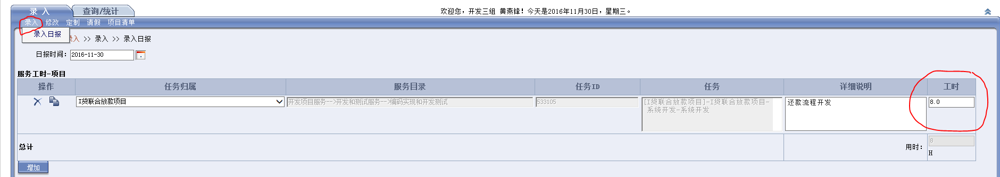 录 入 查询/统计 欢迎您，开发三组 黄燕锋！今天是2016年11月30日，星期三。
录入 修改 定制 请假 项目清单
录入日报
录入 >> 录入 >> 录入日报
日报时间： 2016-11-30
服务工时-项目
操作 任务归属 服务目录 任务ID 任务 详细说明 工时
I贷联合放款项目 开发项目服务-->开发和测试服务-->编码实现和开发测试 533105 [I贷联合放款项目]-I贷联合放款项目- 还款流程开发 8.0
系统开发-系统开发
总计 用时： 8
H
增加